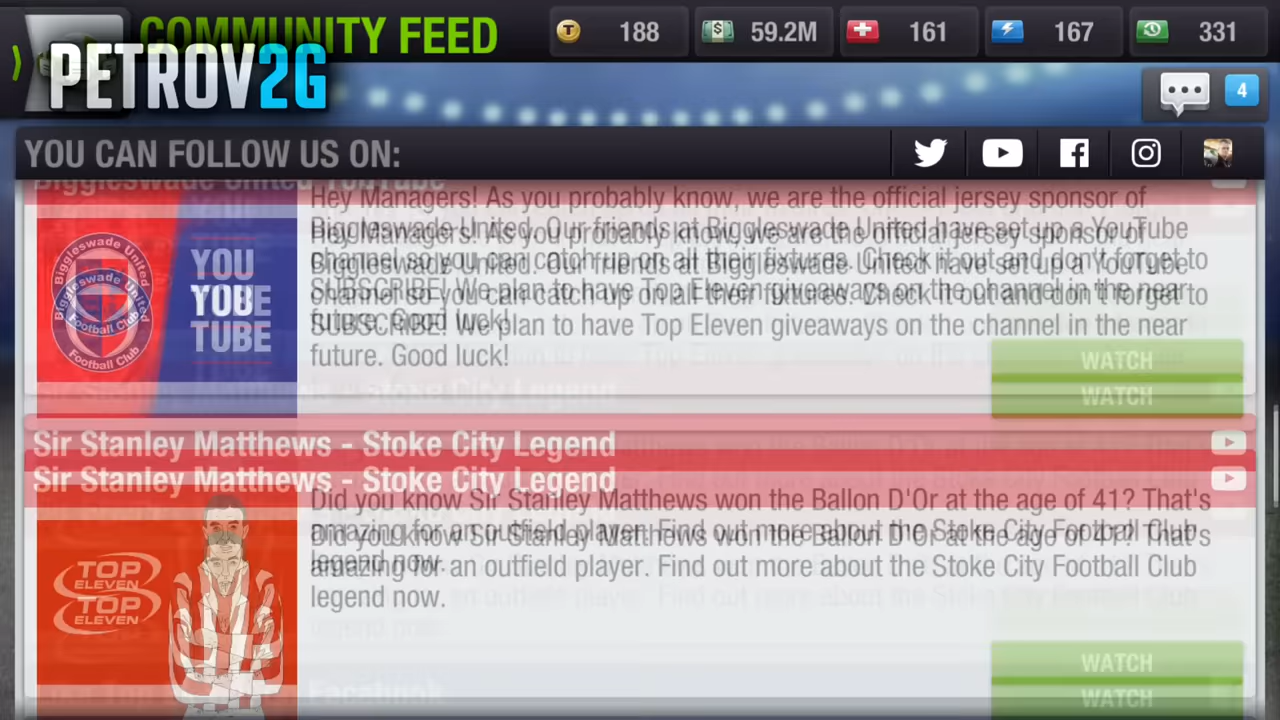 COMMUNITY FEED
188
59.2M
161
167
331
PETROV2G
4
YOU CAN FOLLOW US ON:
Biggleswade United YouTube
Hey Managers! As you probably know, we are the official jersey sponsor of
Biggleswade United. Our friends at Biggleswade United have set up a YouTube
channel so you can catch up on all their fixtures. Check it out and don't forget to
SUBSCRIBE! We plan to have Top Eleven giveaways on the channel in the near
future. Good luck!
Biggleswade United
Football Club
YOU
TUBE
WATCH
Sir Stanley Matthews - Stoke City Legend
Did you know Sir Stanley Matthews won the Ballon D'Or at the age of 41? That's
amazing for an outfield player. Find out more about the Stoke City Football Club
legend now.
TOP
ELEVEN
WATCH